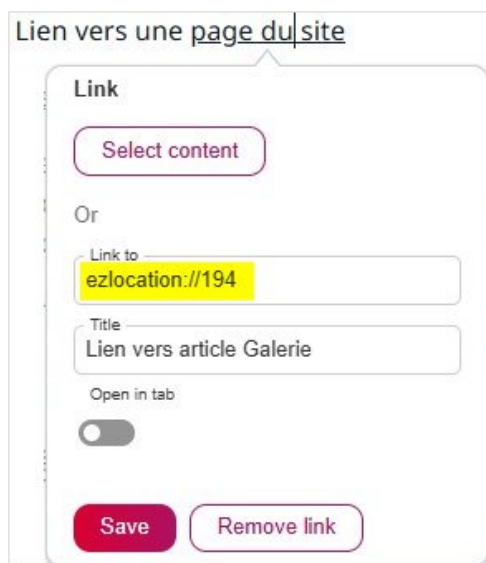 Lien vers une page du site
Link
Select content
Or
Link to
ezlocation://194
Title
Lien vers article Galerie
Open in tab
Save Remove link